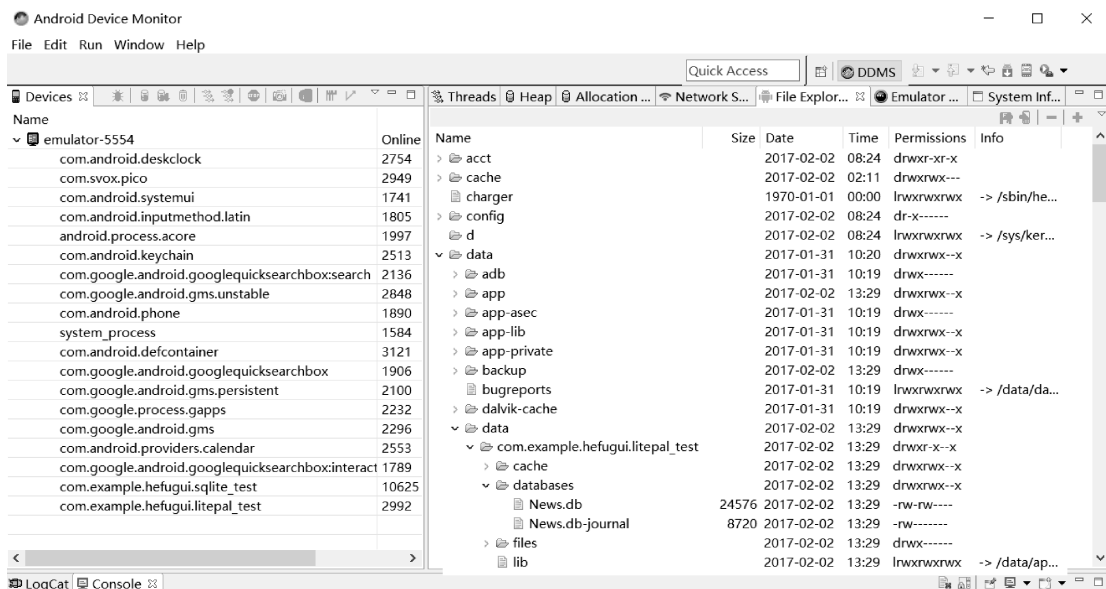 Android Device Monitor
File Edit Run Window Help
Quick Access
DDMS
Devices
Name
emulator-5554 Online
com.android.deskclock 2754
com.svox.pico 2949
com.android.systemui 1741
com.android.inputmethod.latin 1805
android.process.acore 1997
com.android.keychain 2513
com.google.android.googlequicksearchbox:search 2136
com.google.android.gms.unstable 2848
com.android.phone 1890
system_process 1584
com.android.defcontainer 3121
com.google.android.googlequicksearchbox 1906
com.google.android.gms.persistent 2100
com.google.process.gapps 2232
com.google.android.gms 2296
com.android.providers.calendar 2553
com.google.android.googlequicksearchbox:interact 1789
com.example.hefugui.sqlite_test 10625
com.example.hefugui.litepal_test 2992
Threads Heap Allocation ... Network S... File Explor... Emulator ... System Inf...
Name Size Date Time Permissions Info
acct 2017-02-02 08:24 drwxr-xr-x
cache 2017-02-02 02:11 drwxrwx---
charger 1970-01-01 00:00 lrwxrwxrwx -> /sbin/he...
config 2017-02-02 08:24 dr-x------
d 2017-02-02 08:24 lrwxrwxrwx -> /sys/ker...
data 2017-01-31 10:20 drwxrwx--x
adb 2017-01-31 10:19 drwx------
app 2017-02-02 13:29 drwxrwx--x
app-asec 2017-01-31 10:19 drwx------
app-lib 2017-01-31 10:19 drwxrwx--x
app-private 2017-01-31 10:19 drwxrwx--x
backup 2017-02-02 13:29 drwx------
bugreports 2017-01-31 10:19 lrwxrwxrwx -> /data/da...
dalvik-cache 2017-01-31 10:19 drwxrwx--x
data 2017-02-02 13:29 drwxrwx--x
com.example.hefugui.litepal_test 2017-02-02 13:29 drwxr-x--x
cache 2017-02-02 13:29 drwxrwx--x
databases 2017-02-02 13:29 drwxrwx--x
News.db 24576 2017-02-02 13:29 -rw-rw----
News.db-journal 8720 2017-02-02 13:29 -rw-------
files 2017-02-02 13:29 drwx------
lib 2017-02-02 13:29 lrwxrwxrwx -> /data/ap...
LogCat Console